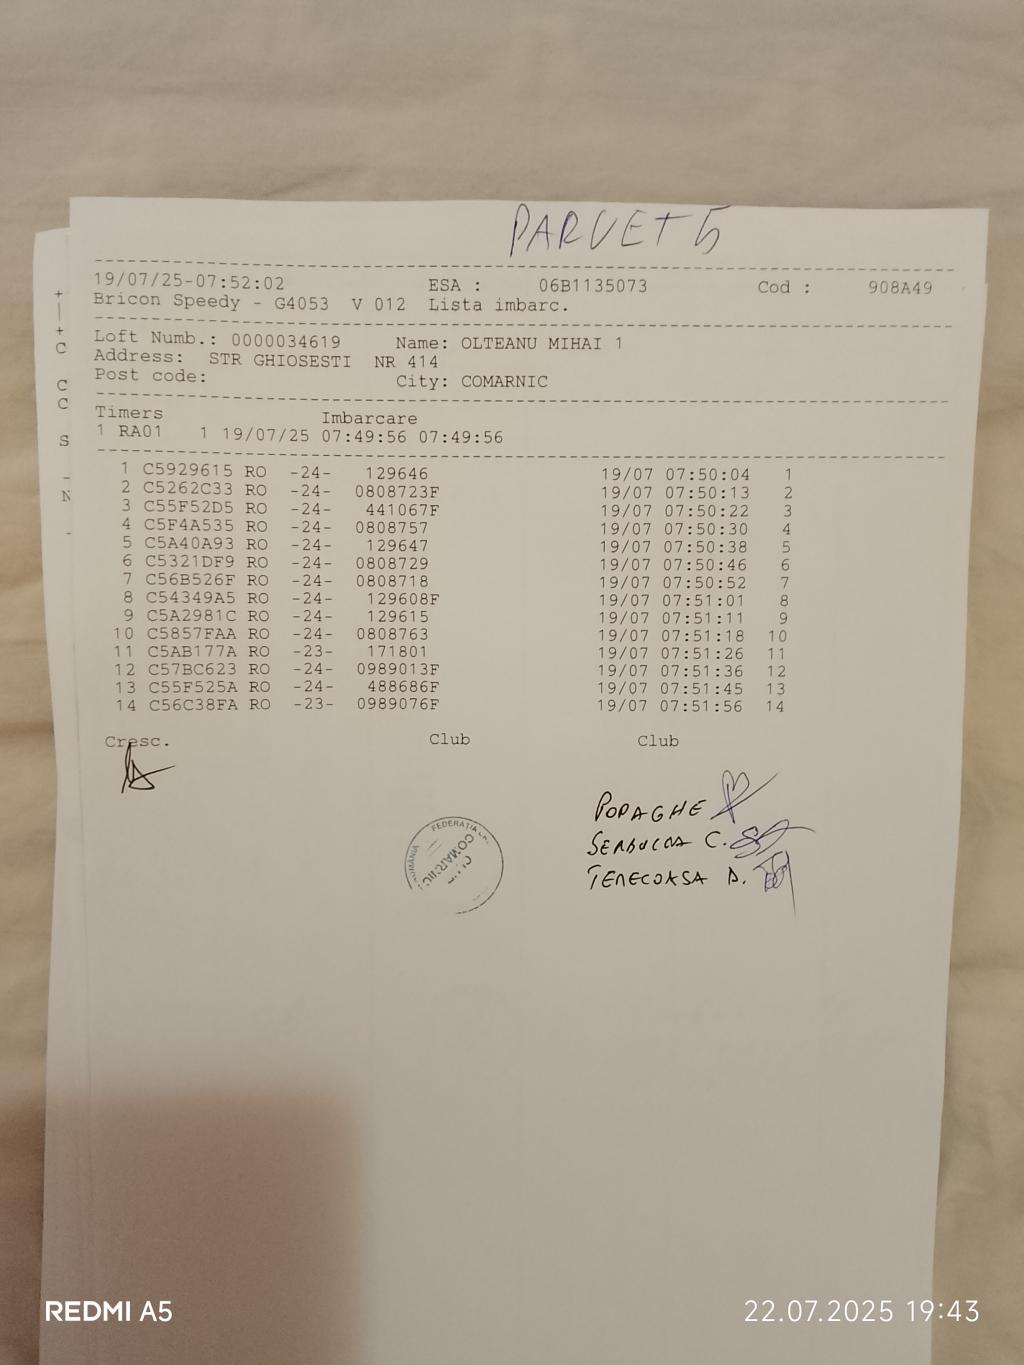 PARVET 5
19/07/25-07:52:02 ESA : 06B1135073 Cod : 908A49
Bricon Speedy - G4053 V 012 Lista imbarc.
Loft Numb.: 0000034619 Name: OLTEANU MIHAI 1
Address: STR GHIOSESTI NR 414
Post code: City: COMARNIC
Timers Imbarcare
1 RA01 1 19/07/25 07:49:56 07:49:56
1 C5929615 RO -24- 129646 19/07 07:50:04 1
2 C5262C33 RO -24- 0808723F 19/07 07:50:13 2
3 C55F52D5 RO -24- 441067F 19/07 07:50:22 3
4 C5F4A535 RO -24- 0808757 19/07 07:50:30 4
5 C5A40A93 RO -24- 129647 19/07 07:50:38 5
6 C5321DF9 RO -24- 0808729 19/07 07:50:46 6
7 C56B526F RO -24- 0808718 19/07 07:50:52 7
8 C54349A5 RO -24- 129608F 19/07 07:51:01 8
9 C5A2981C RO -24- 129615 19/07 07:51:11 9
10 C5857FAA RO -24- 0808763 19/07 07:51:18 10
11 C5AB177A RO -23- 171801 19/07 07:51:26 11
12 C57BC623 RO -24- 0989013F 19/07 07:51:36 12
13 C55F525A RO -24- 488686F 19/07 07:51:45 13
14 C56C38FA RO -23- 0989076F 19/07 07:51:56 14
Cresc. Club Club
POPA GHE
C.
TENECOASA D.
FEDERATIA
COMARNIC
REDMI A5 22.07.2025 19:43